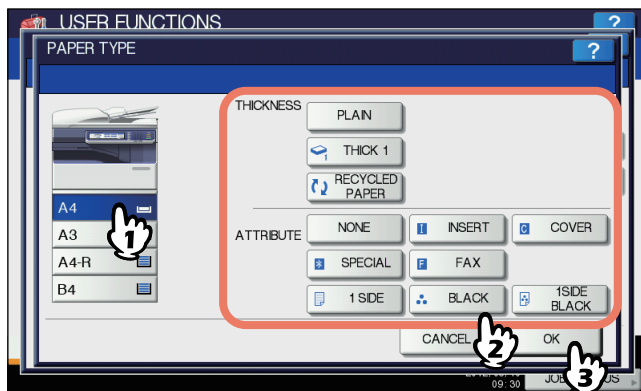 USER FUNCTIONS
?
PAPER TYPE
?
THICKNESS
PLAIN
1 THICK 1
RECYCLED
PAPER
A4
A3
A4-R
B4
ATTRIBUTE
NONE
I INSERT
C COVER
SPECIAL
F FAX
1 SIDE
BLACK
1SIDE
BLACK
CANCEL
OK
1
2
3
09:30